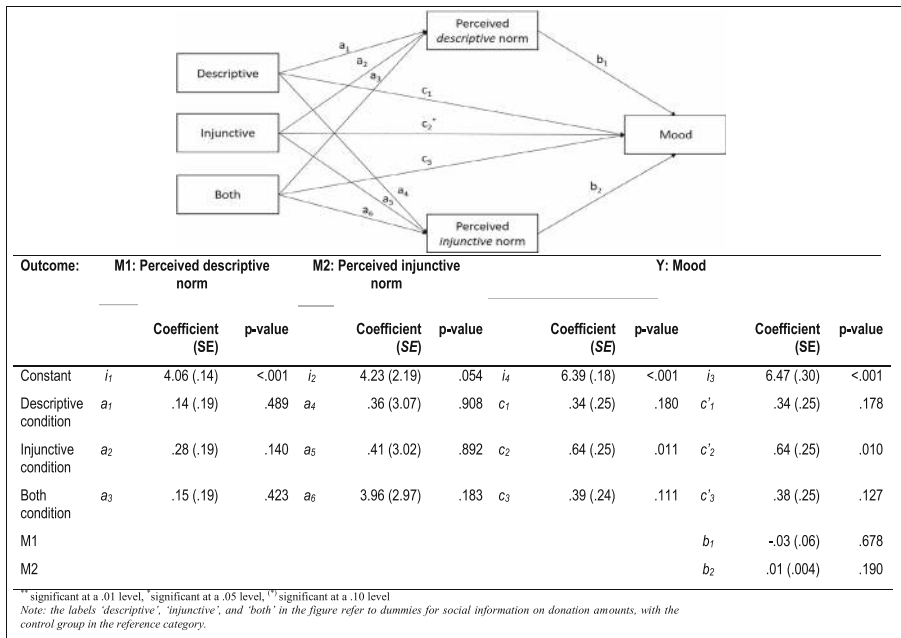 Perceived
descriptive norm
a1
a2
a3
b1
Descriptive
c1
Injunctive
c2*
Mood
c3
Both
a4
a5
a6
b2
Perceived
injunctive norm
Outcome: M1: Perceived descriptive norm M2: Perceived injunctive norm Y: Mood
Coefficient (SE) p-value Coefficient (SE) p-value Coefficient (SE) p-value Coefficient (SE) p-value
Constant i1 4.06 (.14) <.001 i2 4.23 (2.19) .054 i4 6.39 (.18) <.001 i3 6.47 (.30) <.001
Descriptive condition a1 .14 (.19) .489 a4 .36 (3.07) .908 c1 .34 (.25) .180 c'1 .34 (.25) .178
Injunctive condition a2 .28 (.19) .140 a5 .41 (3.02) .892 c2 .64 (.25) .011 c'2 .64 (.25) .010
Both condition a3 .15 (.19) .423 a6 3.96 (2.97) .183 c3 .39 (.24) .111 c'3 .38 (.25) .127
M1 b1 -.03 (.06) .678
M2 b2 .01 (.004) .190
** significant at a .01 level, * significant at a .05 level, (*) significant at a .10 level
Note: the labels 'descriptive', 'injunctive', and 'both' in the figure refer to dummies for social information on donation amounts, with the
control group in the reference category.